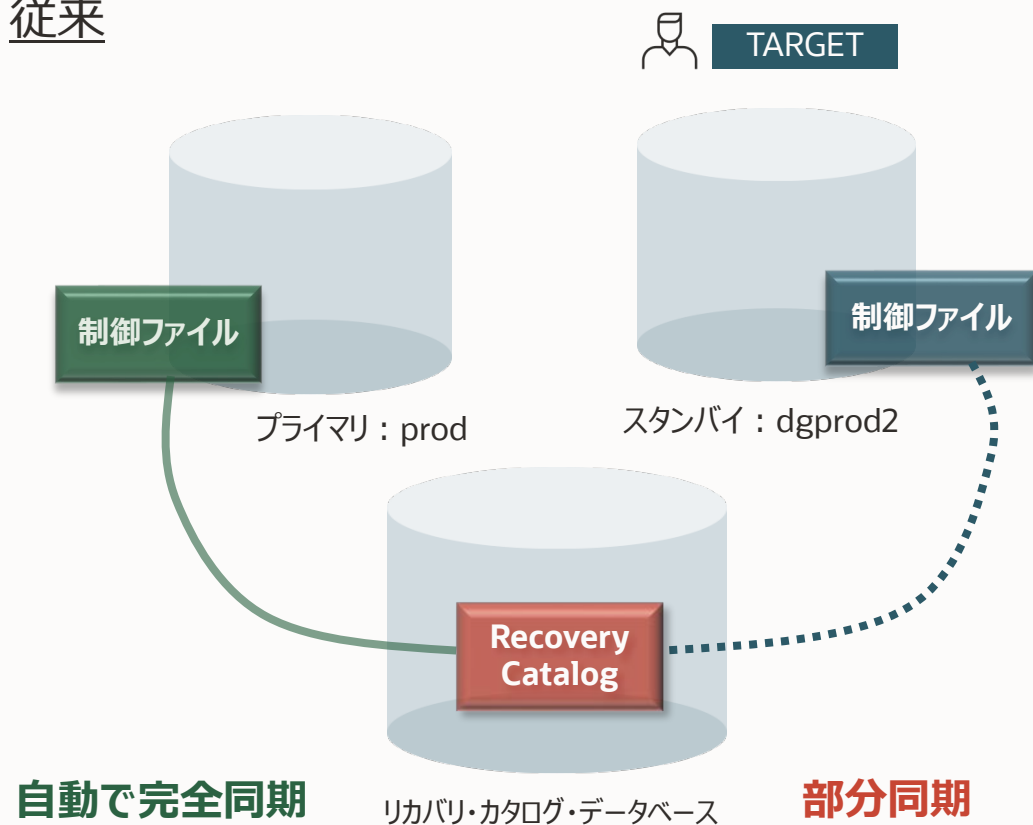 従来
TARGET
制御ファイル
制御ファイル
プライマリ：prod
スタンバイ：dgprod2
Recovery
Catalog
自動で完全同期
リカバリ・カタログ・データベース
部分同期